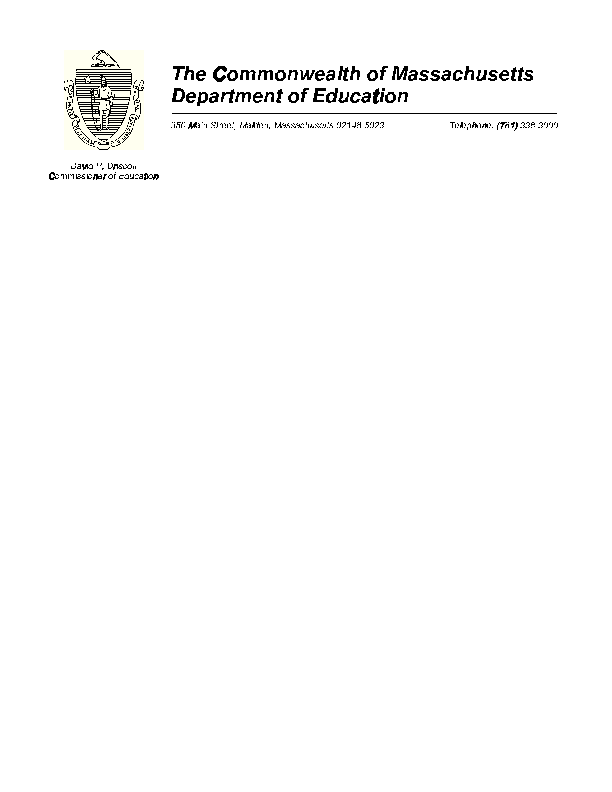 The Commonwealth of Massachusetts
Department of Education
350 Main Street, Malden, Massachusetts 02148-5023 Telephone: (781) 338-3000
David P. Driscoll
Commissioner of Education